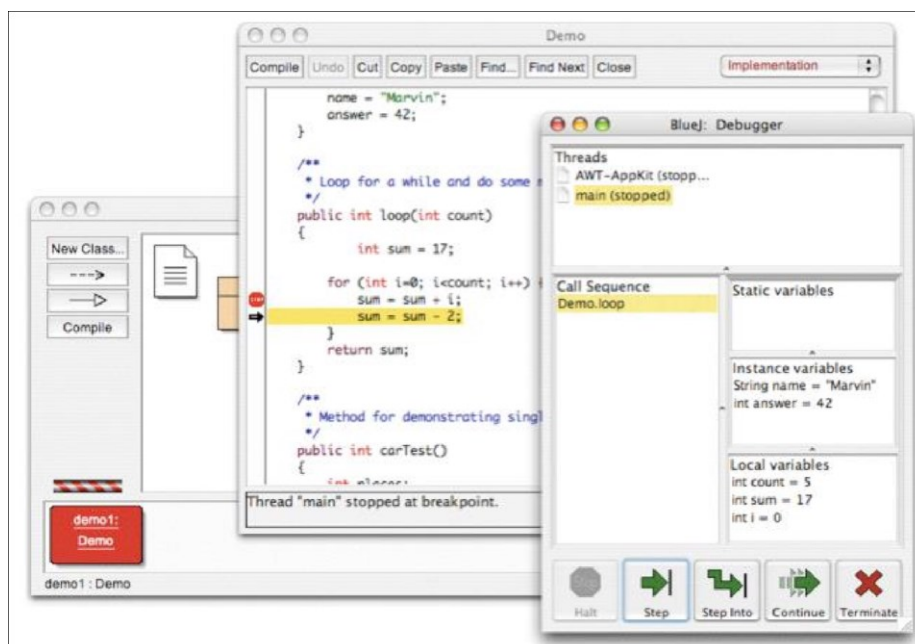 Demo
Compile Undo Cut Copy Paste Find... Find Next Close Implementation
name = "Marvin";
answer = 42;
}
/**
* Loop for a while and do some
*/
public int loop(int count)
{
int sum = 17;
for (int i=0; i<count; i++)
STOP
sum = sum + i;
sum = sum - 2;
}
return sum;
}
/**
* Method for demonstrating singl
*/
public int carTest()
{
int places;
Thread "main" stopped at breakpoint.
New Class...
Compile
demo1:
Demo
demo1 : Demo
BlueJ: Debugger
Threads
AWT-AppKit (stopp...
main (stopped)
Call Sequence
Demo.loop
Static variables
Instance variables
String name = "Marvin"
int answer = 42
Local variables
int count = 5
int sum = 17
int i = 0
Halt Step Step Into Continue Terminate